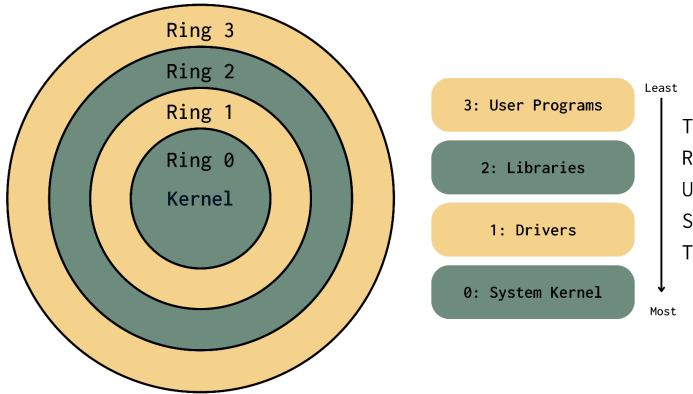 Ring 3
Ring 2
Ring 1
Ring 0
Kernel
3: User Programs
2: Libraries
1: Drivers
0: System Kernel
Least
T
R
U
S
T
Most